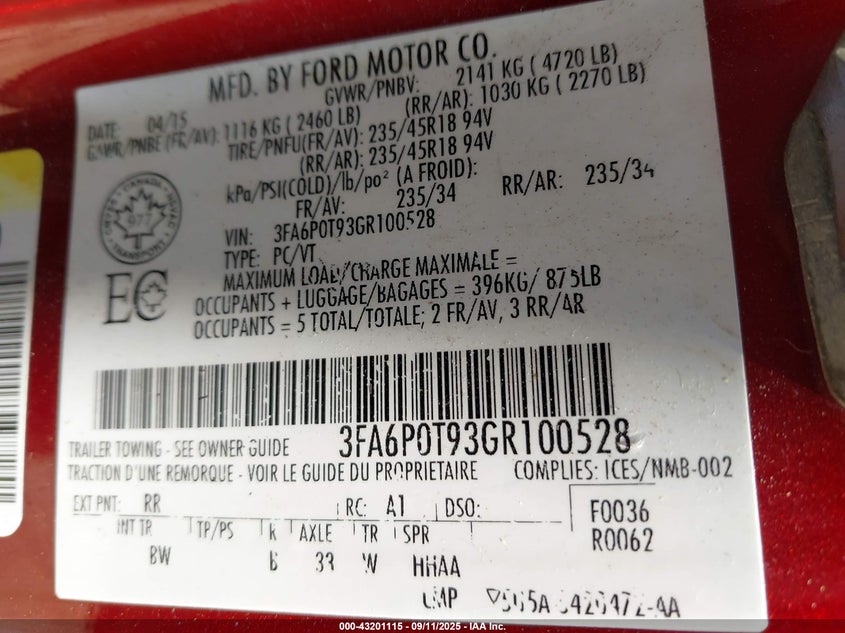 MFD. BY FORD MOTOR CO.
DATE: 04/15 GVWR/PNBV: 2141 KG ( 4720 LB)
GAWR/PNBE (FR/AV): 1116 KG ( 2460 LB) (RR/AR): 1030 KG ( 2270 LB)
TIRE/PNFU(FR/AV): 235/45R18 94V
(RR/AR): 235/45R18 94V
kPa/PSI(COLD)/lb/po² (A FROID):
FR/AV: 235/34 RR/AR: 235/34
VIN: 3FA6P0T93GR100528
TYPE: PC/VT
MAXIMUM LOAD/CHARGE MAXIMALE =
OCCUPANTS + LUGGAGE/BAGAGES = 396KG/ 875LB
OCCUPANTS = 5 TOTAL/TOTALE; 2 FR/AV, 3 RR/AR
CANADA
977
TRANSPORT
EC
3FA6P0T93GR100528
TRAILER TOWING - SEE OWNER GUIDE
TRACTION D'UNE REMORQUE - VOIR LE GUIDE DU PROPRIETAIRE
COMPLIES: ICES/NMB-002
EXT PNT: RR RC: A1 DSO:
F0036
INT TR TP/PS R AXLE TR SPR
R0062
BW 33 W HHAA
000-43201115 - 09/11/2025 - IAA Inc.